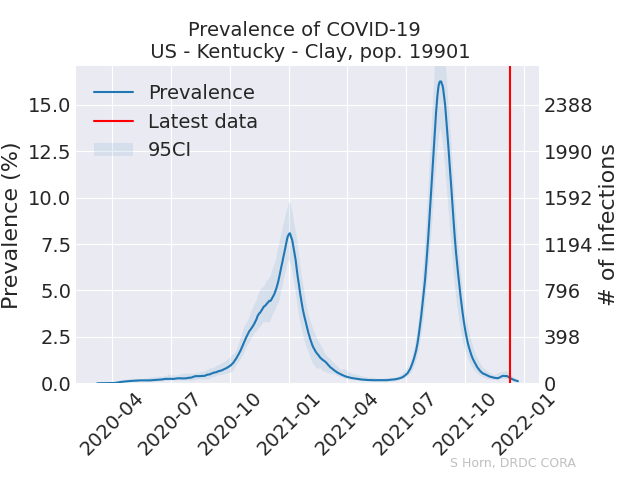 Prevalence of COVID-19
US - Kentucky - Clay, pop. 19901
Prevalence
Latest data
95CI
Prevalence (%)
15.0
12.5
10.0
7.5
5.0
2.5
0.0
2388
1990
1592
1194
796
398
0
# of infections
2020-04
2020-07
2020-10
2021-01
2021-04
2021-07
2021-10
2022-01
S Horn, DRDC CORA